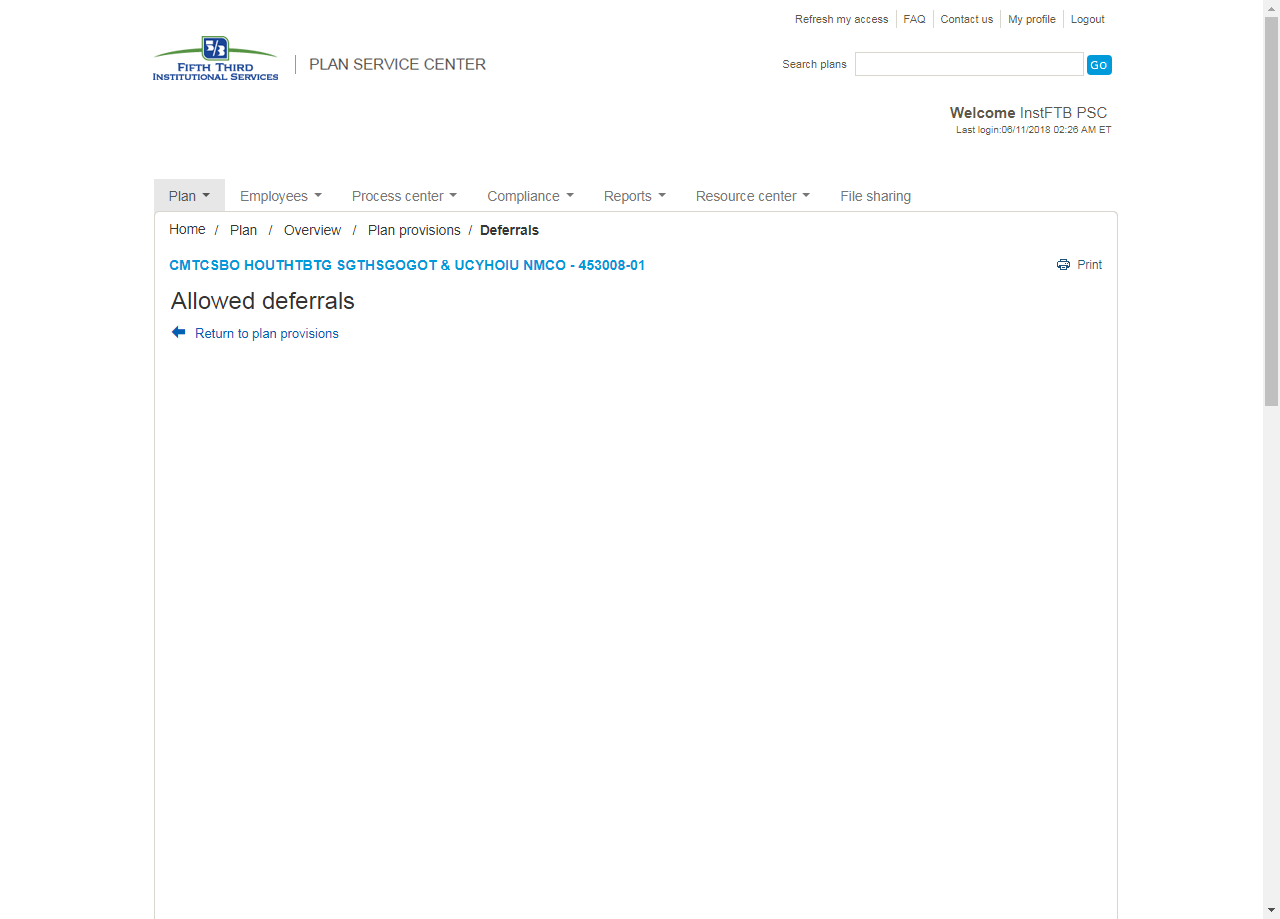 Refresh my access FAQ Contact us My profile Logout
FIFTH THIRD
INSTITUTIONAL SERVICES
PLAN SERVICE CENTER
Search plans Go
Welcome InstFTB PSC
Last login:06/11/2018 02:26 AM ET
Plan Employees Process center Compliance Reports Resource center File sharing
Home / Plan / Overview / Plan provisions / Deferrals
CMTCSBO HOUTHTBTG SGTHSGOGOT & UCYHOIU NMCO - 453008-01
Print
Allowed deferrals
Return to plan provisions